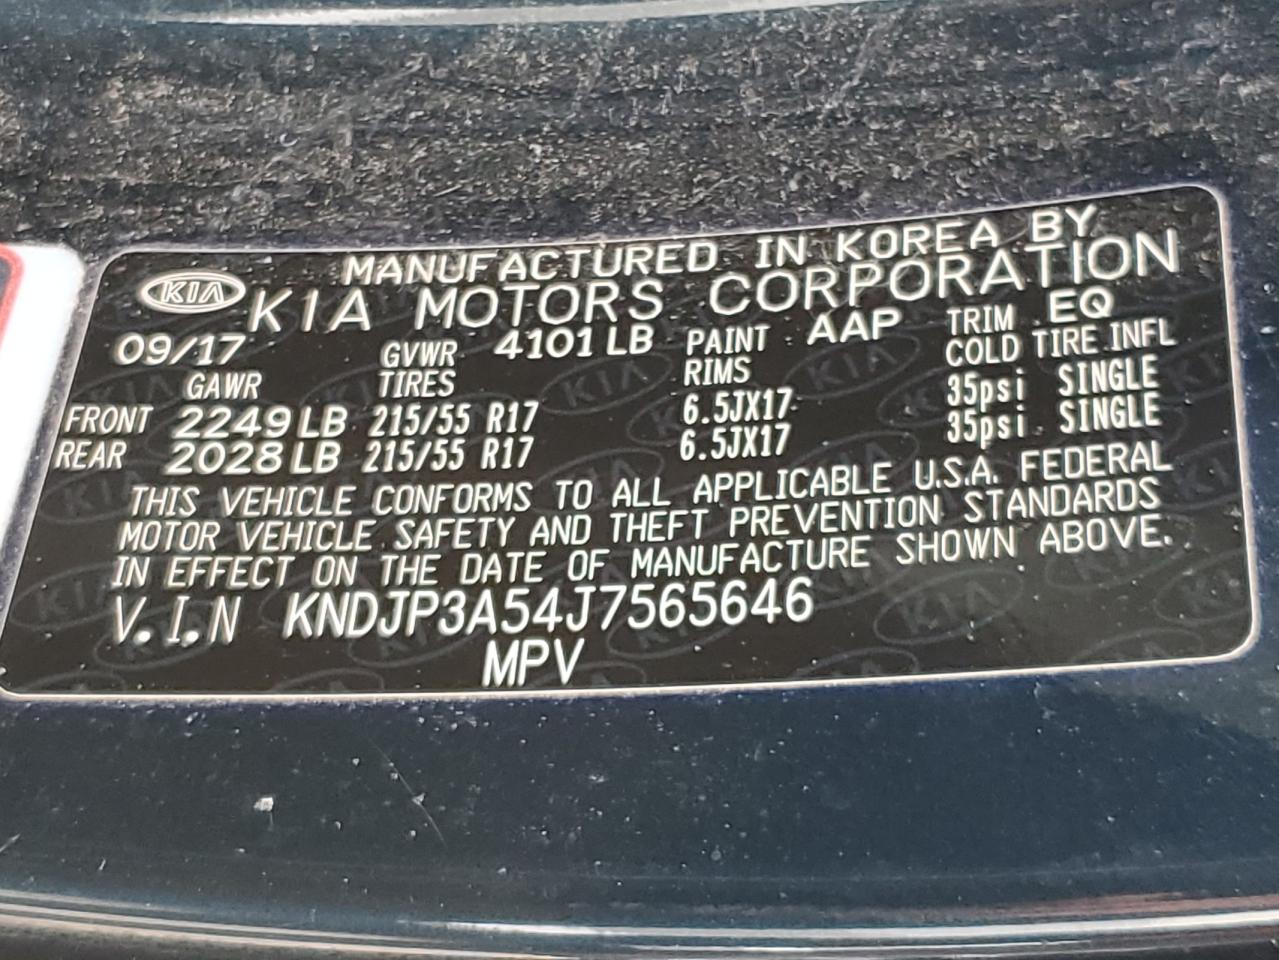 MANUFACTURED IN KOREA BY
KIA KIA MOTORS CORPORATION
09/17 GVWR 4101 LB PAINT AAP TRIM EQ
GAWR TIRES RIMS COLD TIRE INFL
FRONT 2249 LB 215/55 R17 6.5JX17 35psi SINGLE
REAR 2028 LB 215/55 R17 6.5JX17 35psi SINGLE
THIS VEHICLE CONFORMS TO ALL APPLICABLE U.S.A. FEDERAL
MOTOR VEHICLE SAFETY AND THEFT PREVENTION STANDARDS
IN EFFECT ON THE DATE OF MANUFACTURE SHOWN ABOVE.
V.I.N KNDJP3A54J7565646
MPV